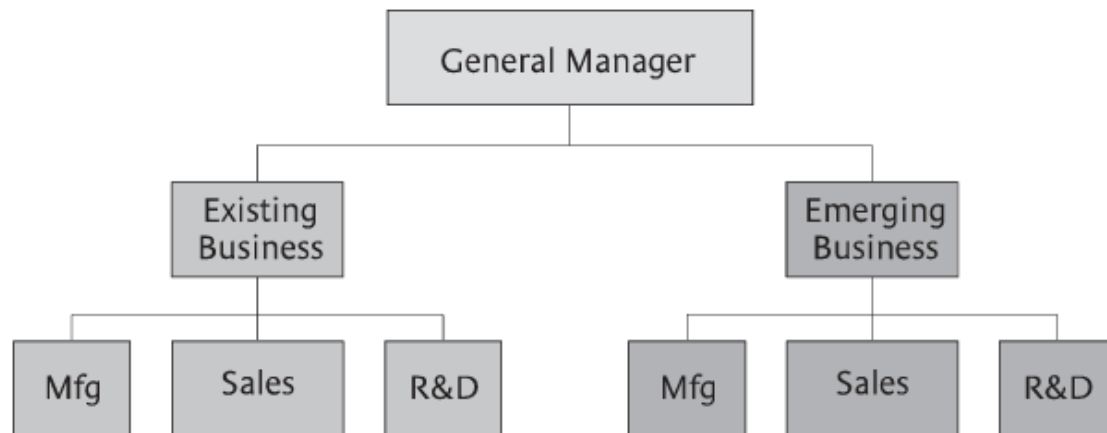 General Manager
Existing
Business
Emerging
Business
Mfg
Sales
R&D
Mfg
Sales
R&D